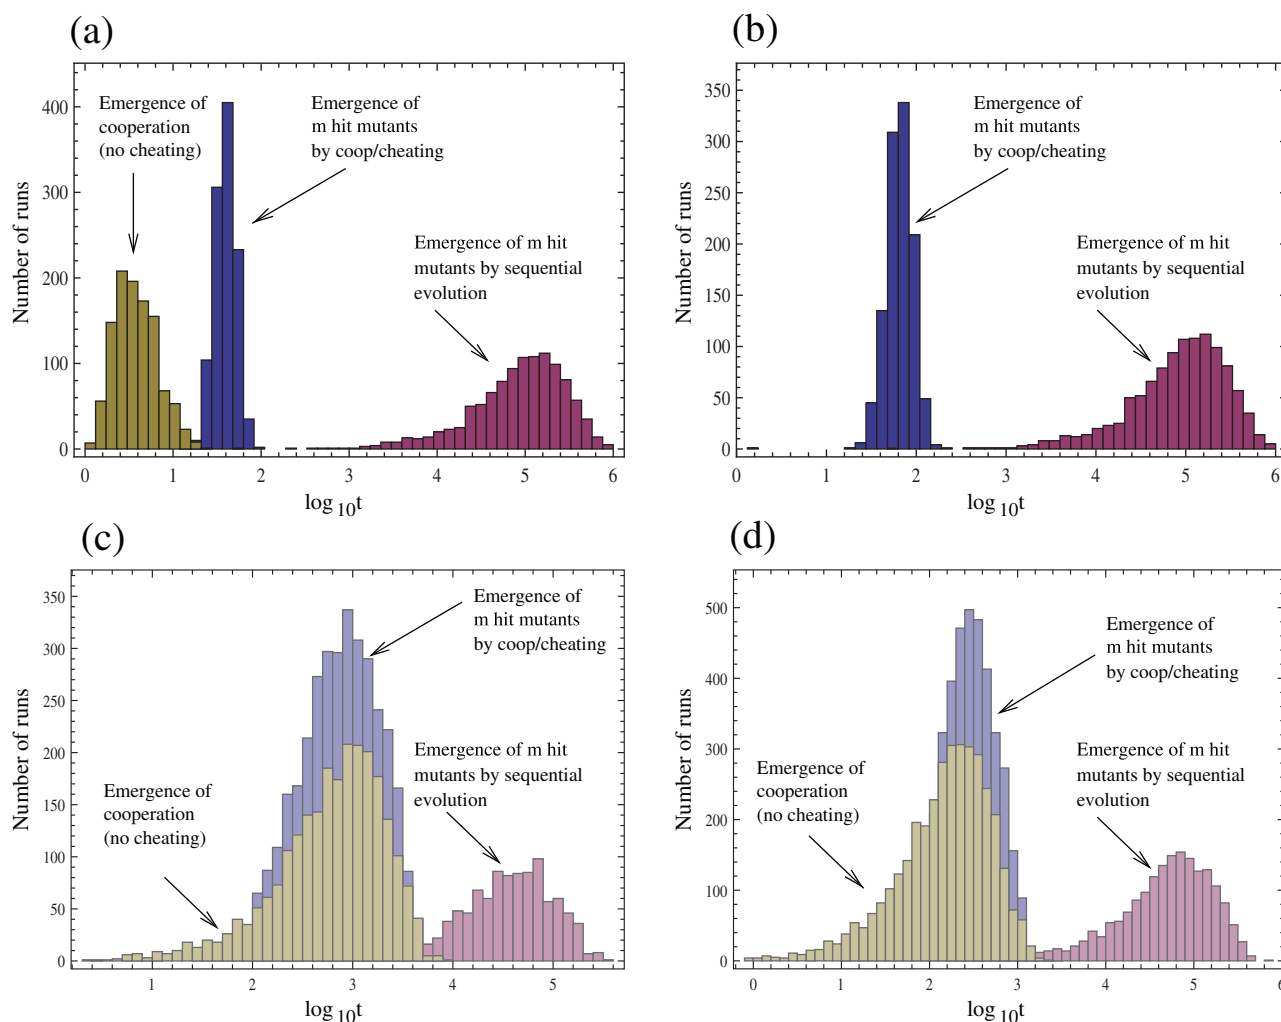 (a)
400
300
200
100
0
Number of runs
Emergence of
cooperation
(no cheating)
Emergence of
m hit mutants
by coop/cheating
Emergence of m hit
mutants by sequential
evolution
0 1 2 3 4 5 6
log 10t
(b)
350
300
250
200
150
100
50
0
Number of runs
Emergence of
m hit mutants
by coop/cheating
Emergence of m hit
mutants by sequential
evolution
0 1 2 3 4 5 6
log 10t
(c)
350
300
250
200
150
100
50
0
Number of runs
Emergence of
m hit mutants
by coop/cheating
Emergence of m hit
mutants by sequential
evolution
Emergence of
cooperation
(no cheating)
1 2 3 4 5
log 10t
(d)
500
400
300
200
100
0
Number of runs
Emergence of
m hit mutants
by coop/cheating
Emergence of m hit
mutants by sequential
evolution
Emergence of
cooperation
(no cheating)
0 1 2 3 4 5 6
log 10t